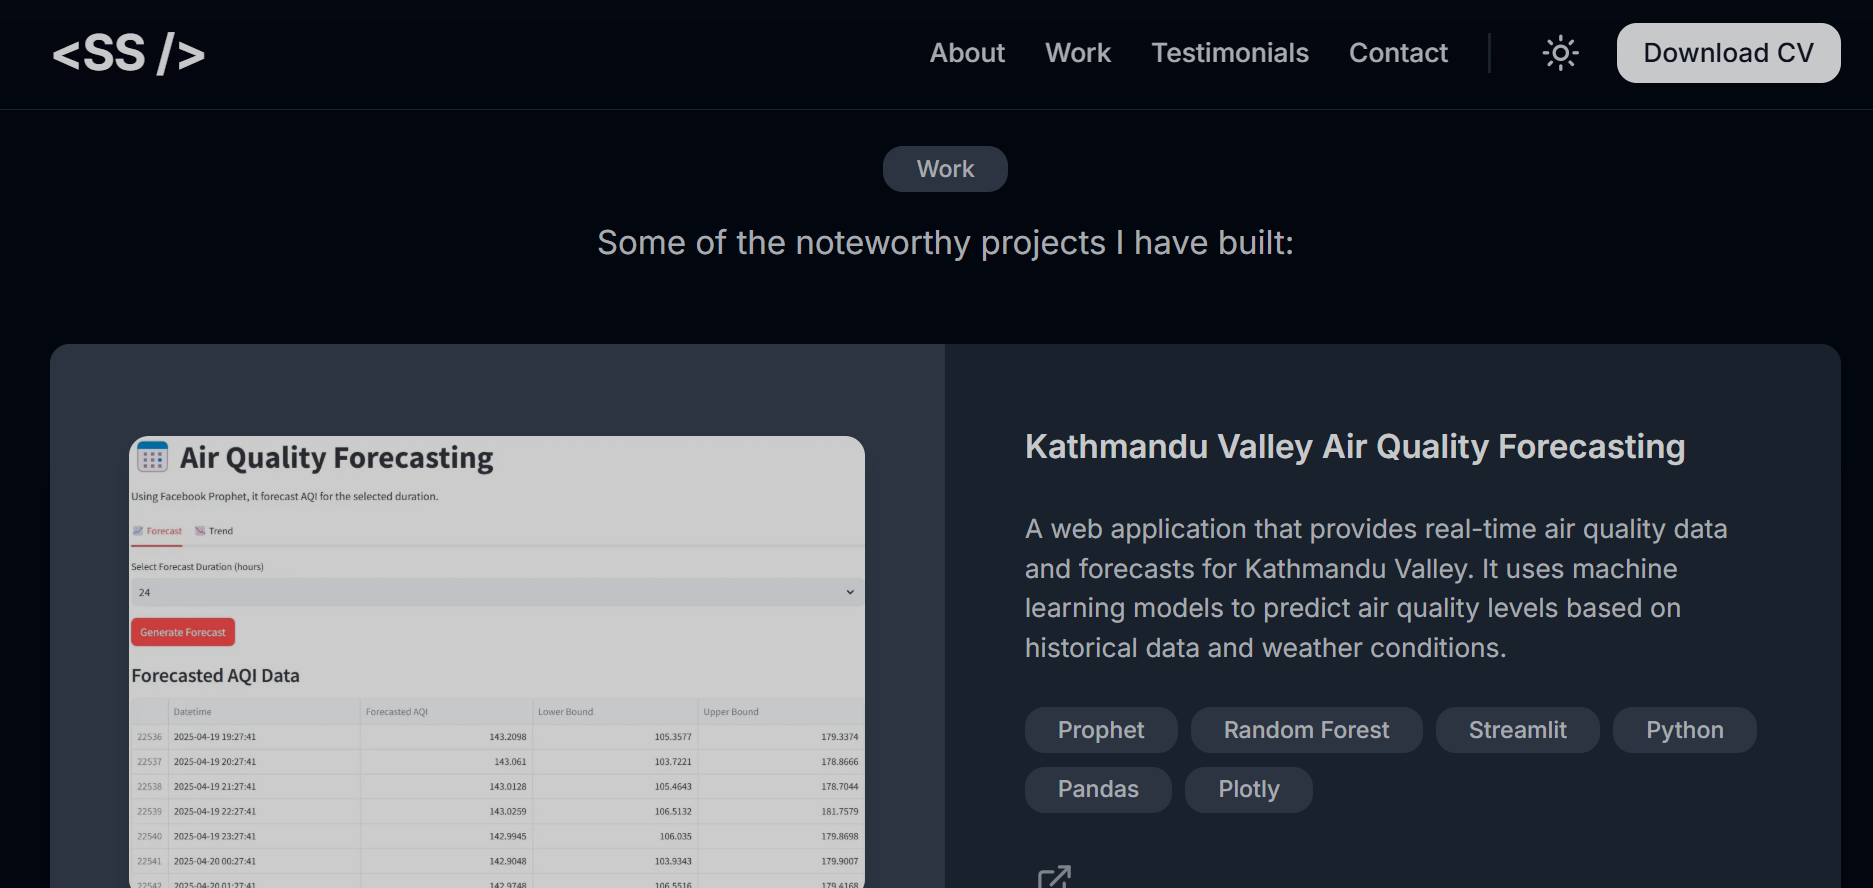 <SS />
About Work Testimonials Contact Download CV
Work
Some of the noteworthy projects I have built:
Air Quality Forecasting
Using Facebook Prophet, it forecast AQI for the selected duration.
Forecast Trend
Select Forecast Duration (hours)
24
Generate Forecast
Forecasted AQI Data
Datetime Forecasted AQI Lower Bound Upper Bound
22536 2025-04-19 19:27:41 143.2098 105.3577 179.3374
22537 2025-04-19 20:27:41 143.061 103.7221 178.8666
22538 2025-04-19 21:27:41 143.0128 105.4643 178.7044
22539 2025-04-19 22:27:41 143.0259 106.5132 181.7579
22540 2025-04-19 23:27:41 142.9945 106.035 179.8698
22541 2025-04-20 00:27:41 142.9048 103.9343 179.9007
22542 2025-04-20 01:27:41 142.9748 106.5516 179.4168
Kathmandu Valley Air Quality Forecasting
A web application that provides real-time air quality data
and forecasts for Kathmandu Valley. It uses machine
learning models to predict air quality levels based on
historical data and weather conditions.
Prophet Random Forest Streamlit Python
Pandas Plotly